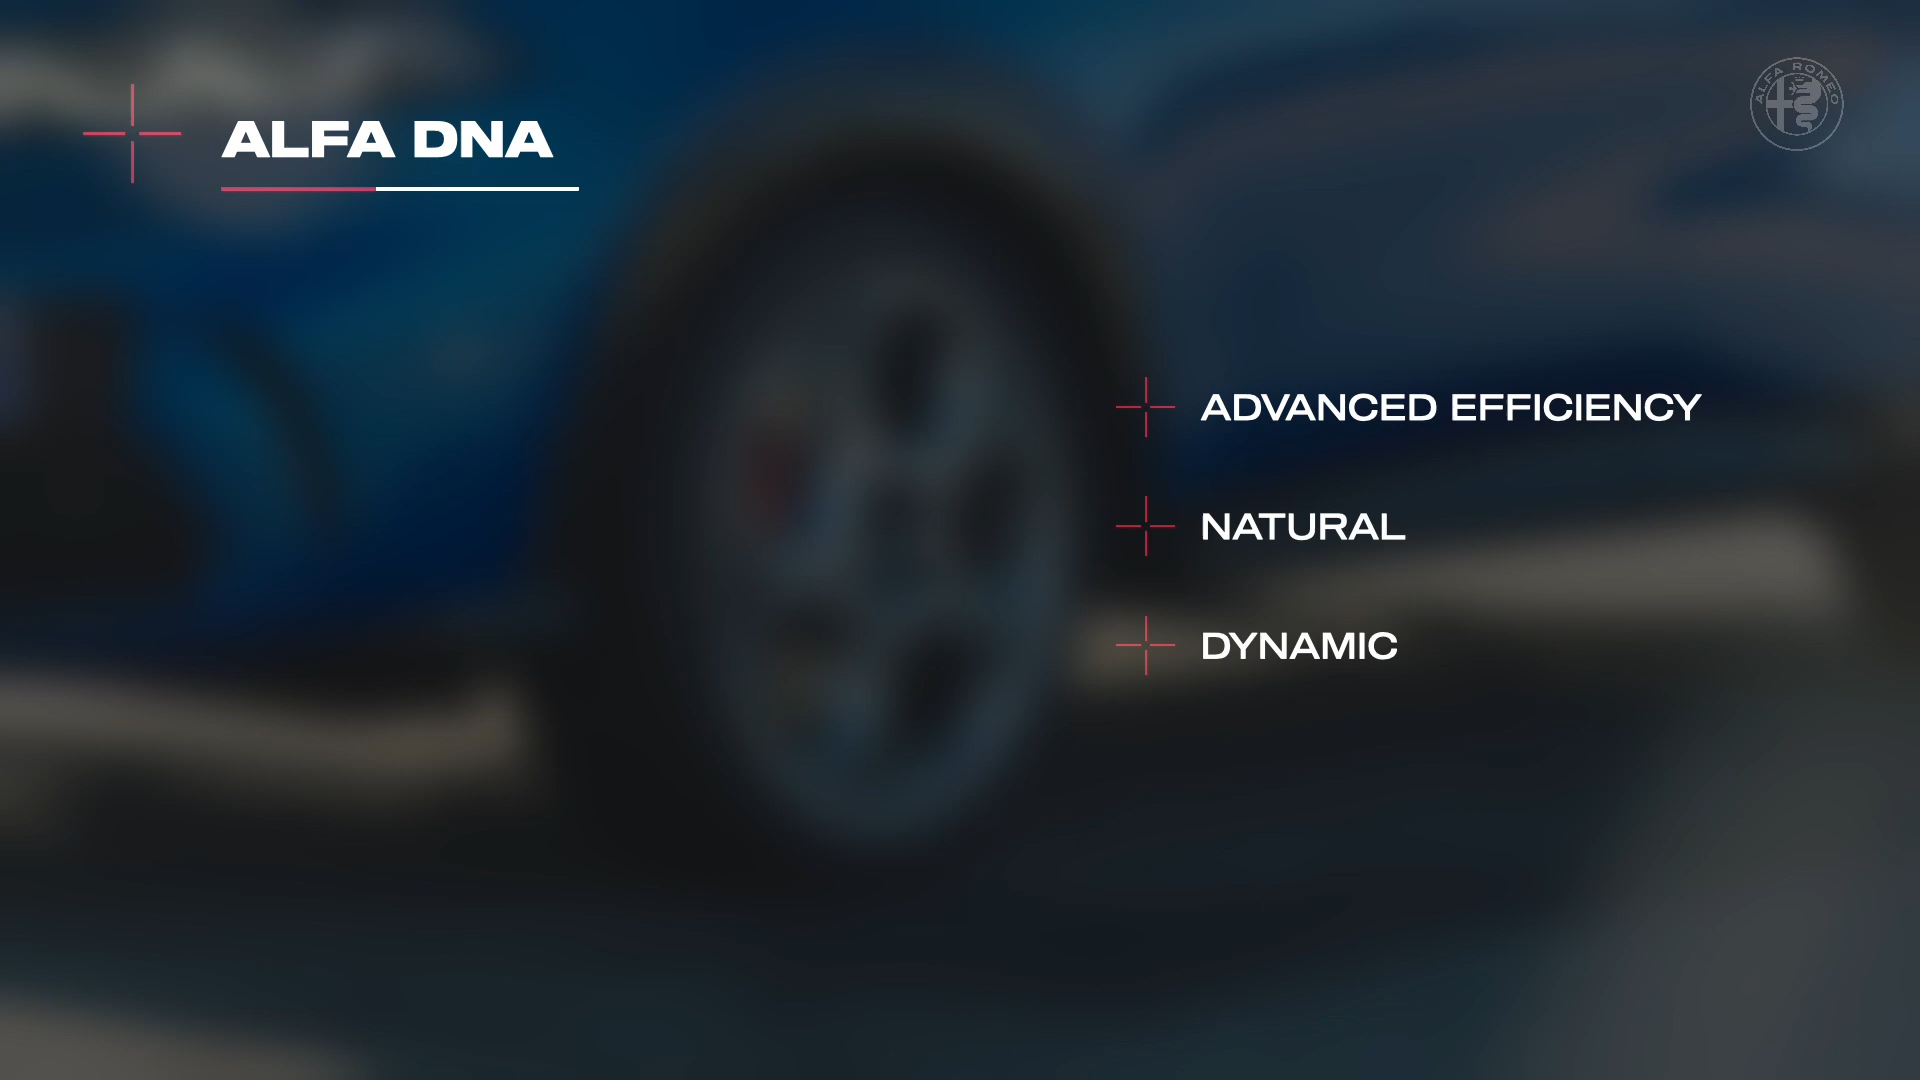 ALFA DNA
ALFA ROMEO
ADVANCED EFFICIENCY
NATURAL
DYNAMIC